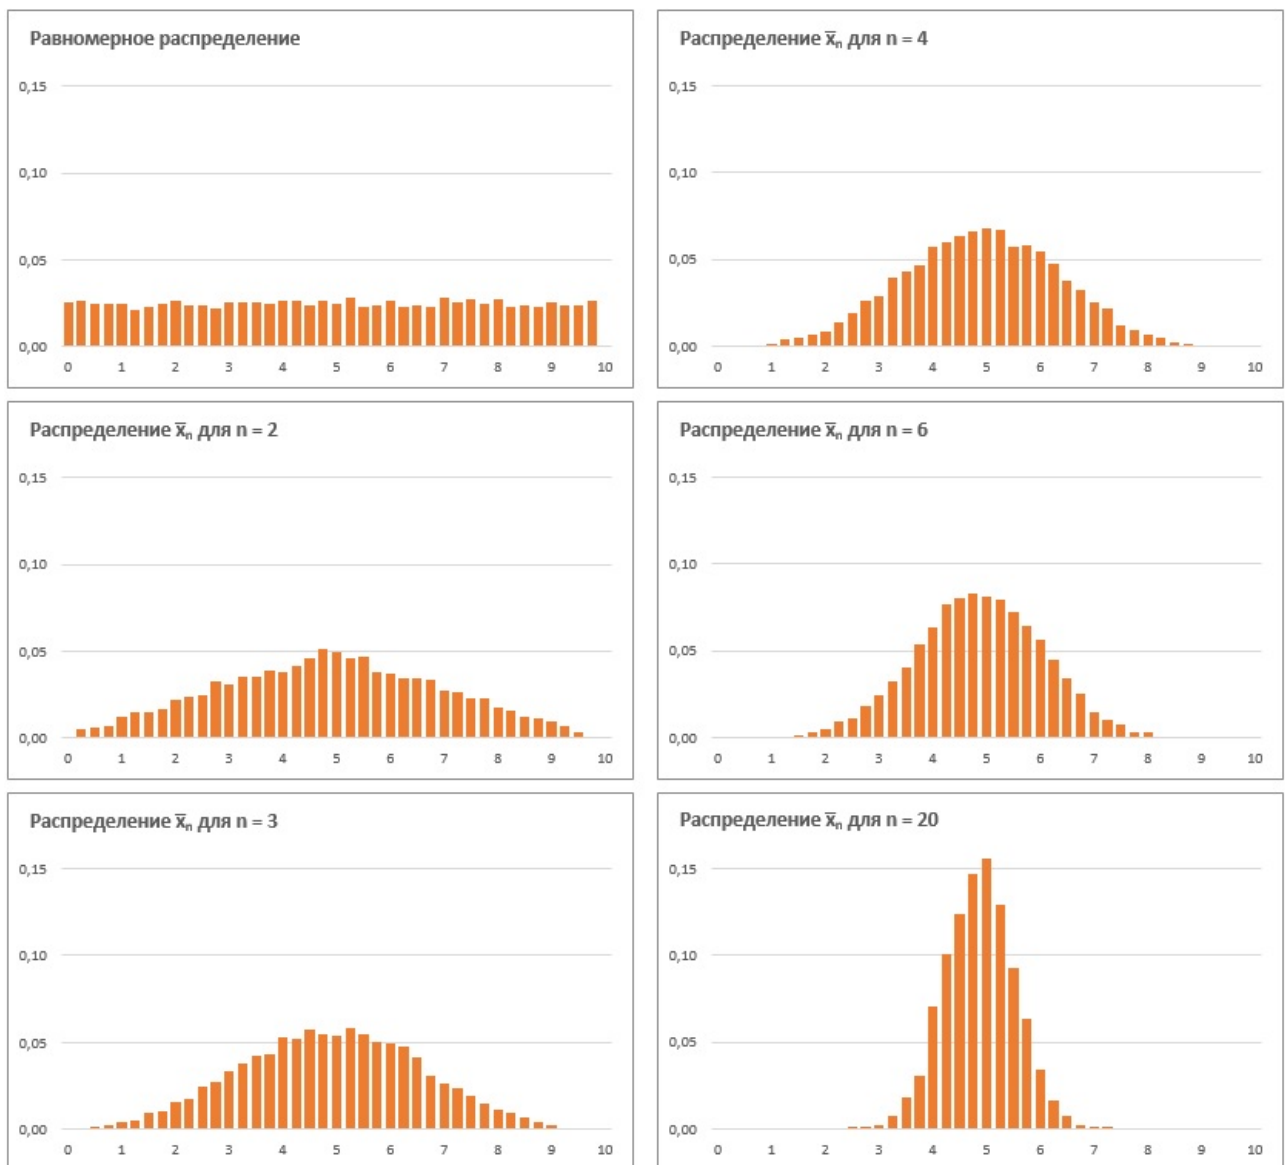 Равномерное распределение
0,15
0,10
0,05
0,00
0 1 2 3 4 5 6 7 8 9 10
Распределение x̅ₙ для n = 4
0,15
0,10
0,05
0,00
0 1 2 3 4 5 6 7 8 9 10
Распределение x̅ₙ для n = 2
0,15
0,10
0,05
0,00
0 1 2 3 4 5 6 7 8 9 10
Распределение x̅ₙ для n = 6
0,15
0,10
0,05
0,00
0 1 2 3 4 5 6 7 8 9 10
Распределение x̅ₙ для n = 3
0,15
0,10
0,05
0,00
0 1 2 3 4 5 6 7 8 9 10
Распределение x̅ₙ для n = 20
0,15
0,10
0,05
0,00
0 1 2 3 4 5 6 7 8 9 10